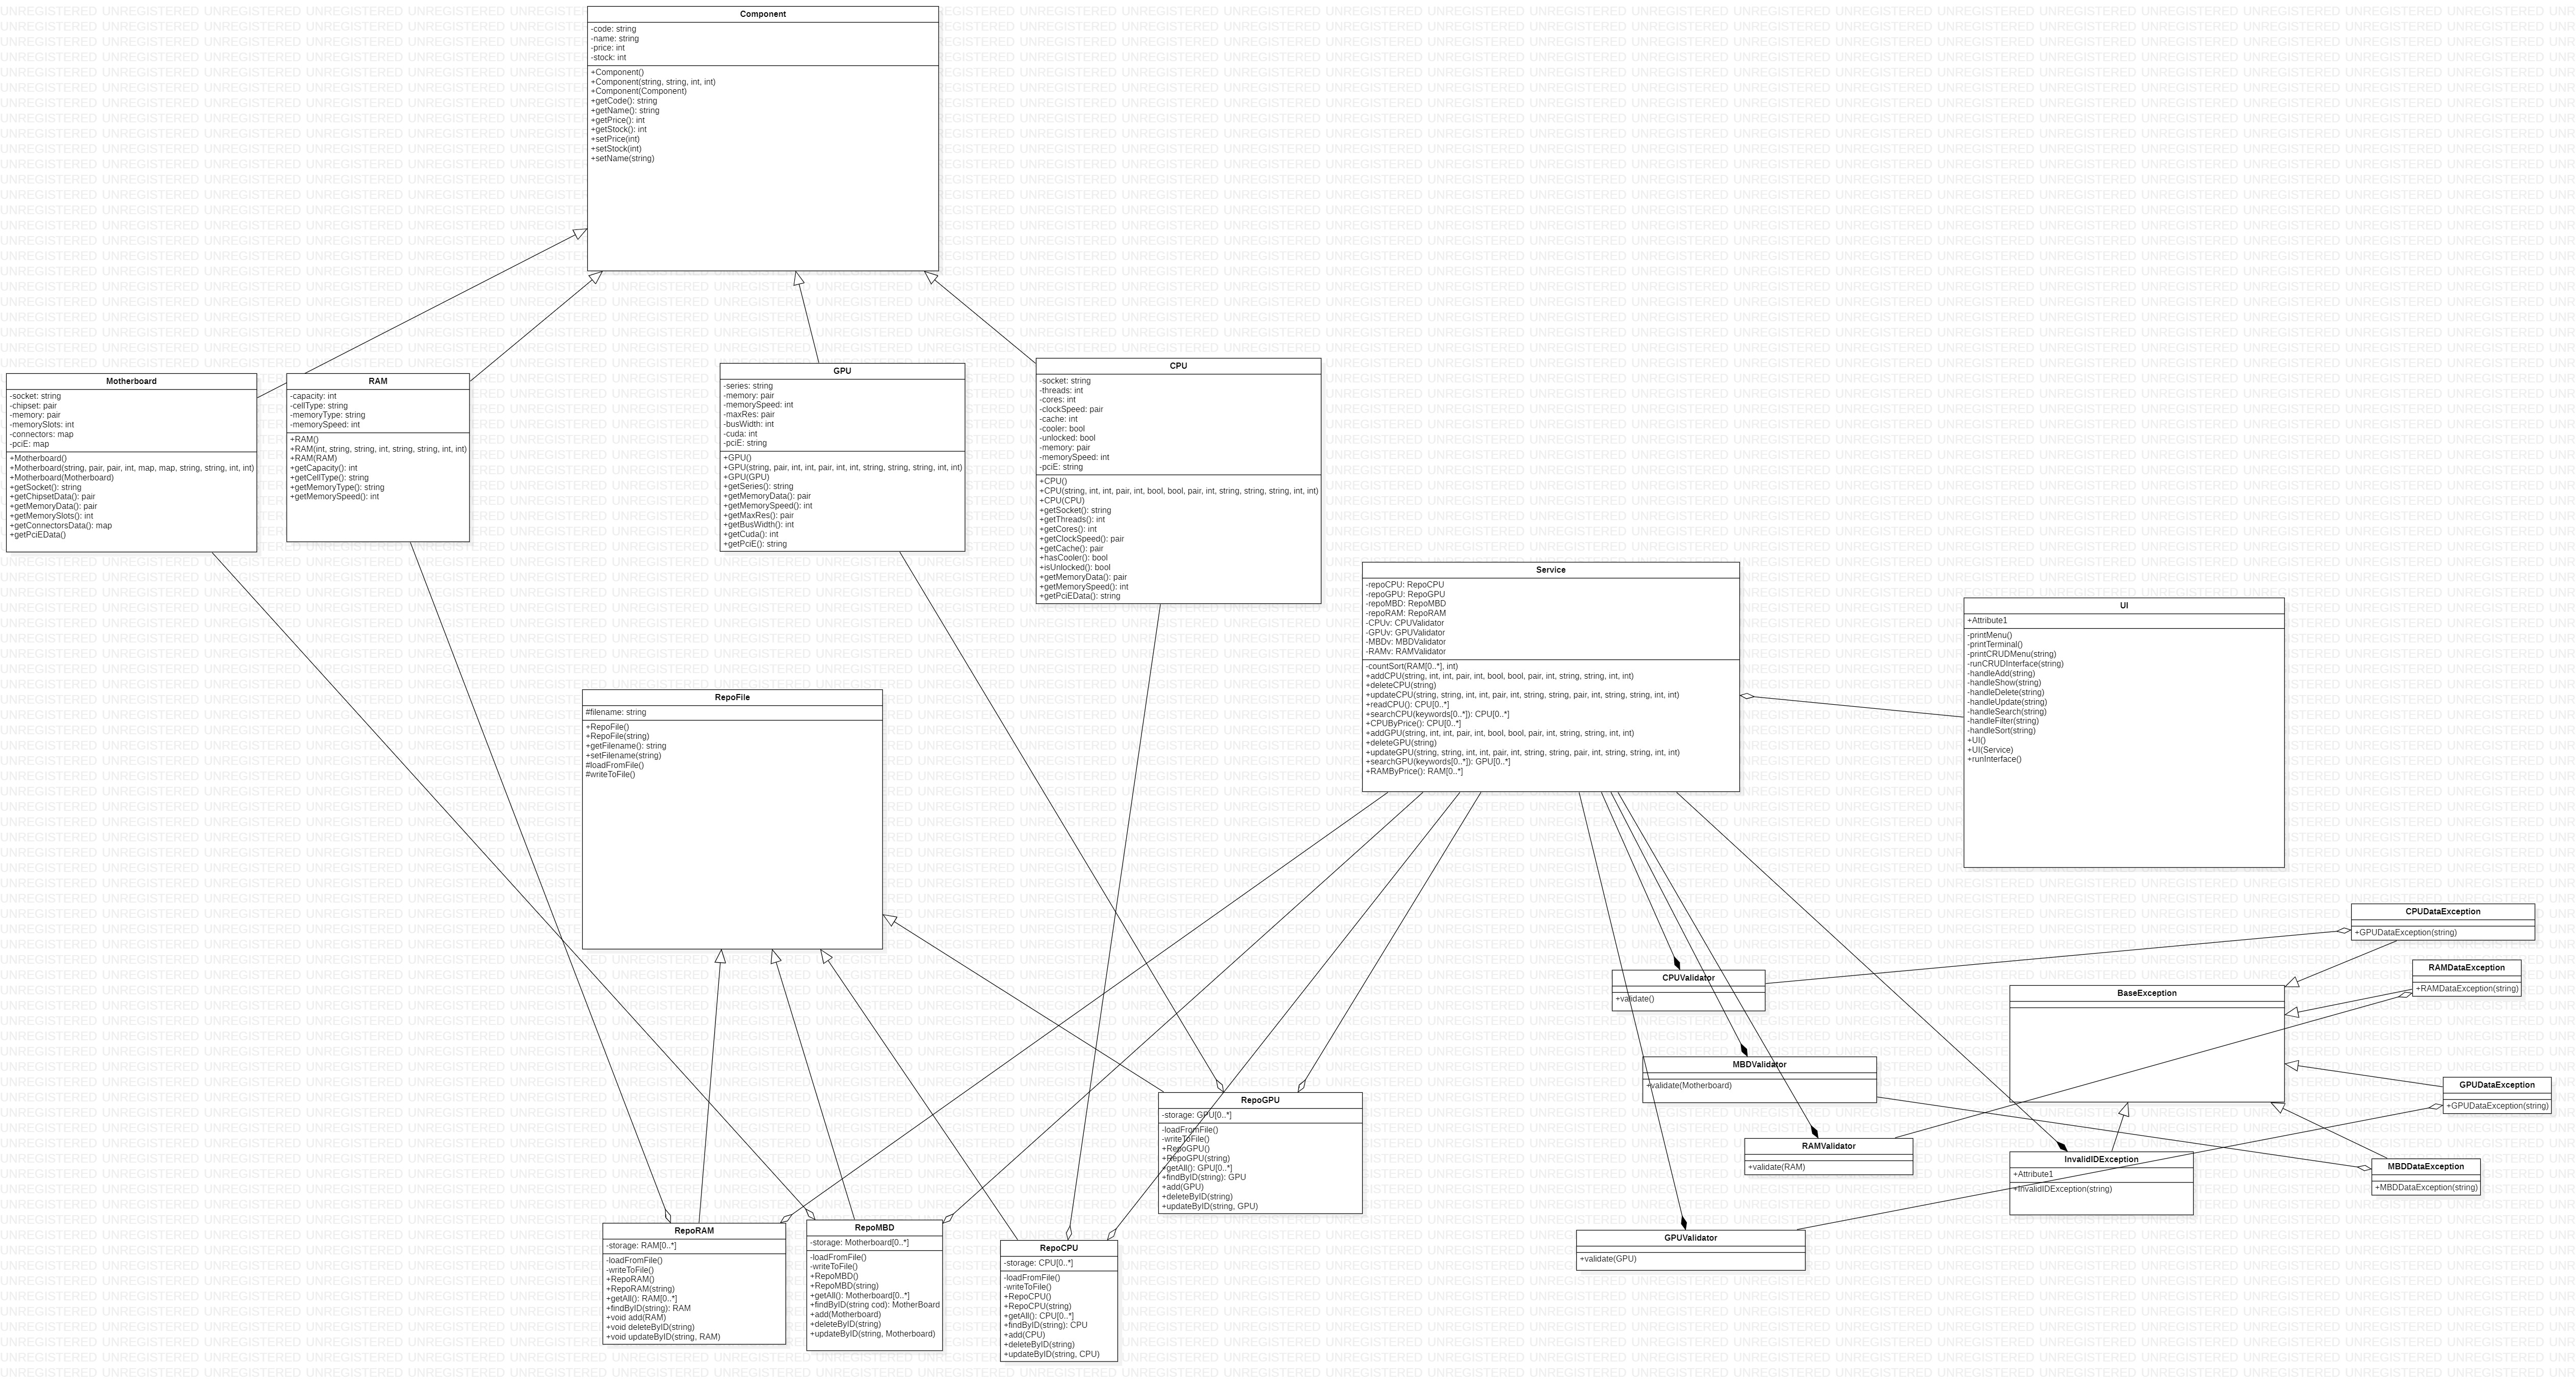 Component
-code: string
-name: string
-price: int
-stock: int
+Component()
+Component(string, string, int, int)
+Component(Component)
+getCode(): string
+getName(): string
+getPrice(): int
+getStock(): int
+setPrice(int)
+setStock(int)
+setName(string)
Motherboard
-socket: string
-chipset: pair
-memory: pair
-memorySlots: int
-connectors: map
-pciE: map
+Motherboard()
+Motherboard(string, pair, pair, int, map, map, string, string, int, int)
+Motherboard(Motherboard)
+getSocket(): string
+getChipsetData(): pair
+getMemoryData(): pair
+getMemorySlots(): int
+getConnectorsData(): map
+getPciEData()
RAM
-capacity: int
-cellType: string
-memoryType: string
-memorySpeed: int
+RAM()
+RAM(int, string, string, int, string, string, int, int)
+RAM(RAM)
+getCapacity(): int
+getCellType(): string
+getMemoryType(): string
+getMemorySpeed(): int
GPU
-series: string
-memory: pair
-memorySpeed: int
-maxRes: pair
-busWidth: int
-cuda: int
-pciE: string
+GPU()
+GPU(string, pair, int, int, pair, int, int, string, string, string, int, int)
+GPU(GPU)
+getSeries(): string
+getMemoryData(): pair
+getMemorySpeed(): int
+getMaxRes(): pair
+getBusWidth(): int
+getCuda(): int
+getPciE(): string
CPU
-socket: string
-threads: int
-cores: int
-clockSpeed: pair
-cache: int
-cooler: bool
-unlocked: bool
-memory: pair
-memorySpeed: int
-pciE: string
+CPU()
+CPU(string, int, int, pair, int, bool, bool, pair, int, string, string, string, int, int)
+CPU(CPU)
+getSocket(): string
+getThreads(): int
+getCores(): int
+getClockSpeed(): pair
+getCache(): pair
+hasCooler(): bool
+isUnlocked(): bool
+getMemoryData(): pair
+getMemorySpeed(): int
+getPciEData(): string
Service
-repoCPU: RepoCPU
-repoGPU: RepoGPU
-repoMBD: RepoMBD
-repoRAM: RepoRAM
-CPUv: CPUValidator
-GPUv: GPUValidator
-MBDv: MBDValidator
-RAMv: RAMValidator
-countSort(RAM[0..*], int)
+addCPU(string, int, int, pair, int, bool, bool, pair, int, string, string, int, int)
+deleteCPU(string)
+updateCPU(string, string, int, int, pair, int, string, string, pair, int, string, string, int, int)
+readCPU(): CPU[0..*]
+searchCPU(keywords[0..*]): CPU[0..*]
+CPUByPrice(): CPU[0..*]
+addGPU(string, int, int, pair, int, bool, bool, pair, int, string, string, int, int)
+deleteGPU(string)
+updateGPU(string, string, int, int, pair, int, string, string, pair, int, string, string, int, int)
+searchGPU(keywords[0..*]): GPU[0..*]
+RAMByPrice(): RAM[0..*]
UI
+Attribute1
-printMenu()
-printTerminal()
-printCRUDMenu(string)
-runCRUDInterface(string)
-handleAdd(string)
-handleShow(string)
-handleDelete(string)
-handleUpdate(string)
-handleSearch(string)
-handleFilter(string)
-handleSort(string)
+UI()
+UI(Service)
+runInterface()
RepoFile
#filename: string
+RepoFile()
+RepoFile(string)
+getFilename(): string
+setFilename(string)
#loadFromFile()
#writeToFile()
CPUDataException
+GPUDataException(string)
RAMDataException
+RAMDataException(string)
CPUValidator
+validate()
BaseException
MBDValidator
+validate(Motherboard)
GPUDataException
+GPUDataException(string)
RepoGPU
-storage: GPU[0..*]
-loadFromFile()
-writeToFile()
+RepoGPU()
+RepoGPU(string)
+getAll(): GPU[0..*]
+findByID(string): GPU
+add(GPU)
+deleteByID(string)
+updateByID(string, GPU)
RAMValidator
+validate(RAM)
InvalidIDException
+Attribute1
+InvalidIDException(string)
MBDDataException
+MBDDataException(string)
GPUValidator
+validate(GPU)
RepoRAM
-storage: RAM[0..*]
-loadFromFile()
-writeToFile()
+RepoRAM()
+RepoRAM(string)
+getAll(): RAM[0..*]
+findByID(string): RAM
+void add(RAM)
+void deleteByID(string)
+void updateByID(string, RAM)
RepoMBD
-storage: Motherboard[0..*]
-loadFromFile()
-writeToFile()
+RepoMBD()
+RepoMBD(string)
+getAll(): Motherboard[0..*]
+findByID(string cod): MotherBoard
+add(Motherboard)
+deleteByID(string)
+updateByID(string, Motherboard)
RepoCPU
-storage: CPU[0..*]
-loadFromFile()
-writeToFile()
+RepoCPU()
+RepoCPU(string)
+getAll(): CPU[0..*]
+findByID(string): CPU
+add(CPU)
+deleteByID(string)
+updateByID(string, CPU)
UNREGISTERED